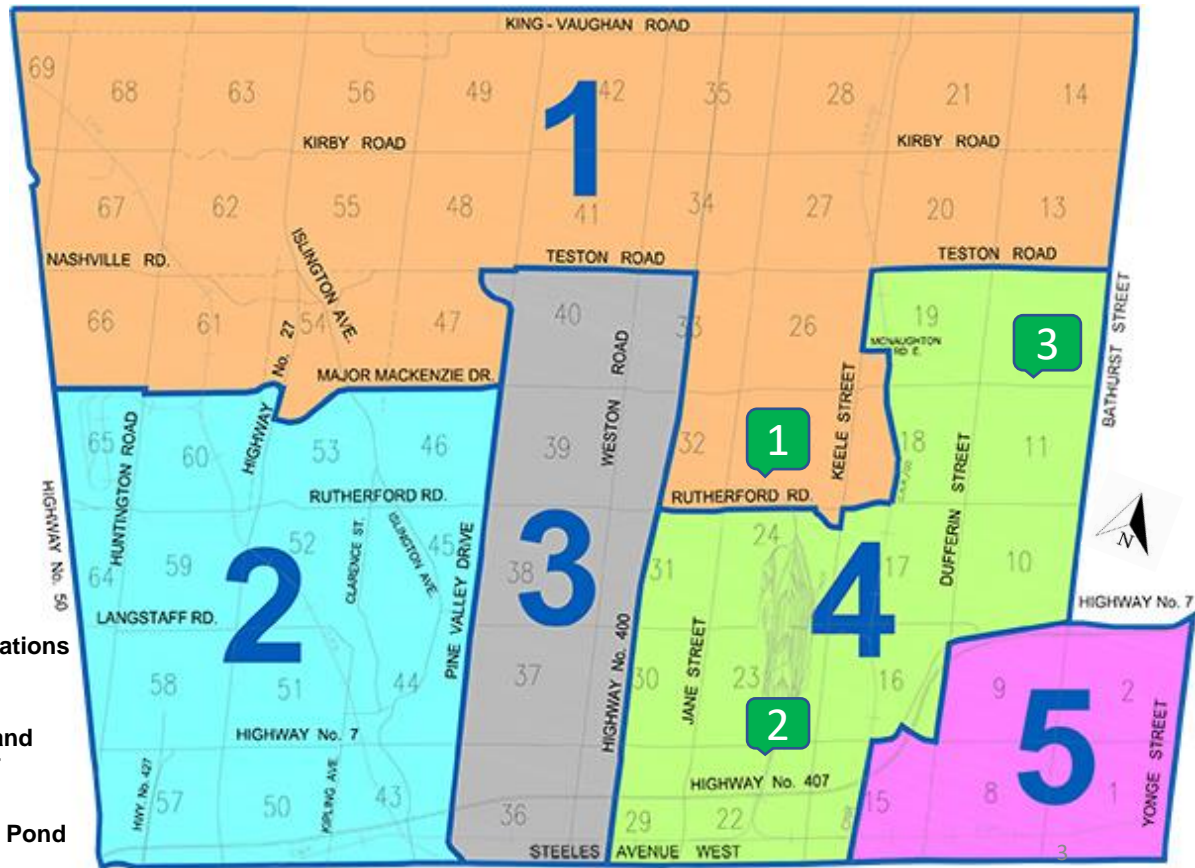 KING - VAUGHAN ROAD
69
68
63
56
49
42
35
28
21
14
1
KIRBY ROAD
KIRBY ROAD
67
62
55
48
41
34
27
20
13
ISLINGTON AVE.
NASHVILLE RD.
TESTON ROAD
TESTON ROAD
66
61
54
47
40
33
26
19
MCNAUGHTON
RD E.
3
BATHURST STREET
HIGHWAY No. 27
MAJOR MACKENZIE DR.
WESTON ROAD
KEELE STREET
65
60
53
46
39
32
1
18
11
HUNTINGTON ROAD
RUTHERFORD RD.
RUTHERFORD RD.
DUFFERIN STREET
HIGHWAY No. 50
64
59
52
CLARENCE ST.
ISLINGTON AVE.
45
PINE VALLEY DRIVE
38
31
24
17
10
N
2
3
4
LANGSTAFF RD.
HIGHWAY No. 7
ations
58
51
44
37
HIGHWAY No. 400
30
JANE STREET
23
16
9
2
5
YONGE STREET
and
HIGHWAY No. 7
2
HWY. No. 427
57
50
KIPLING AVE.
43
36
29
22
HIGHWAY No. 407
15
8
1
Pond
STEELES AVENUE WEST
3